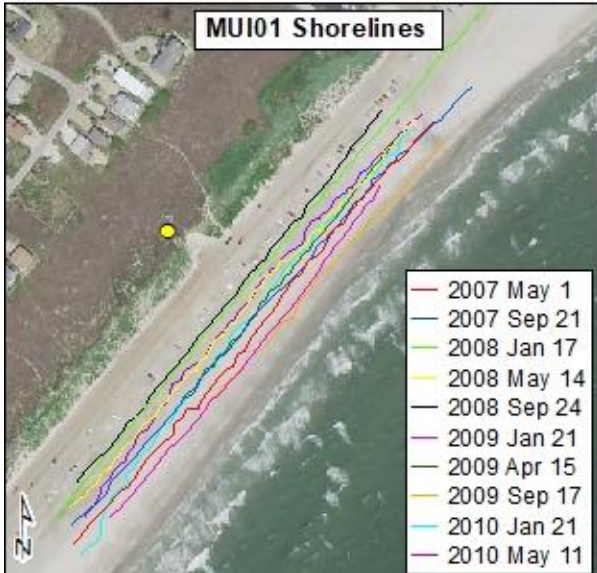 MUI01 Shorelines
2007 May 1
2007 Sep 21
2008 Jan 17
2008 May 14
2008 Sep 24
2009 Jan 21
2009 Apr 15
2009 Sep 17
2010 Jan 21
2010 May 11
N